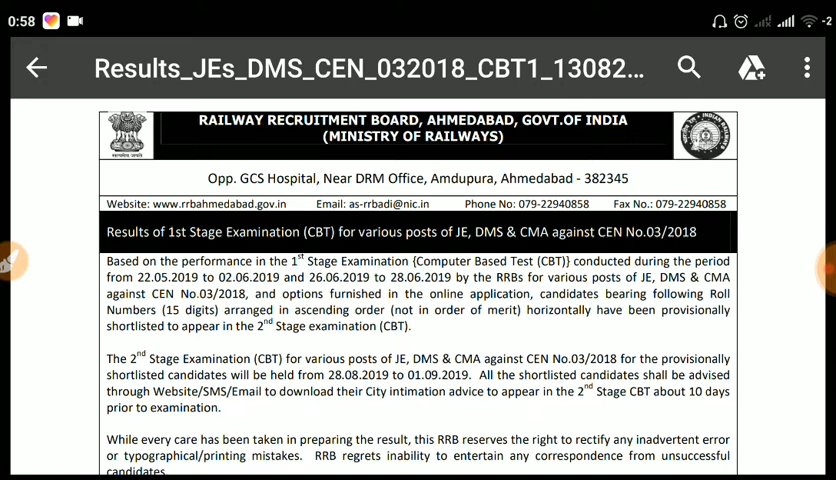 0:58
-2
Results_JEs_DMS_CEN_032018_CBT1_13082...
RAILWAY RECRUITMENT BOARD, AHMEDABAD, GOVT.OF INDIA
(MINISTRY OF RAILWAYS)
सत्यमेव जयते
Opp. GCS Hospital, Near DRM Office, Amdupura, Ahmedabad - 382345
Website: www.rrbahmedabad.gov.in Email: as-rrbadi@nic.in Phone No: 079-22940858 Fax No.: 079-22940858
Results of 1st Stage Examination (CBT) for various posts of JE, DMS & CMA against CEN No.03/2018
Based on the performance in the 1st Stage Examination {Computer Based Test (CBT)} conducted during the period
from 22.05.2019 to 02.06.2019 and 26.06.2019 to 28.06.2019 by the RRBs for various posts of JE, DMS & CMA
against CEN No.03/2018, and options furnished in the online application, candidates bearing following Roll
Numbers (15 digits) arranged in ascending order (not in order of merit) horizontally have been provisionally
shortlisted to appear in the 2nd Stage examination (CBT).
The 2nd Stage Examination (CBT) for various posts of JE, DMS & CMA against CEN No.03/2018 for the provisionally
shortlisted candidates will be held from 28.08.2019 to 01.09.2019. All the shortlisted candidates shall be advised
through Website/SMS/Email to download their City intimation advice to appear in the 2nd Stage CBT about 10 days
prior to examination.
While every care has been taken in preparing the result, this RRB reserves the right to rectify any inadvertent error
or typographical/printing mistakes. RRB regrets inability to entertain any correspondence from unsuccessful
candidates.